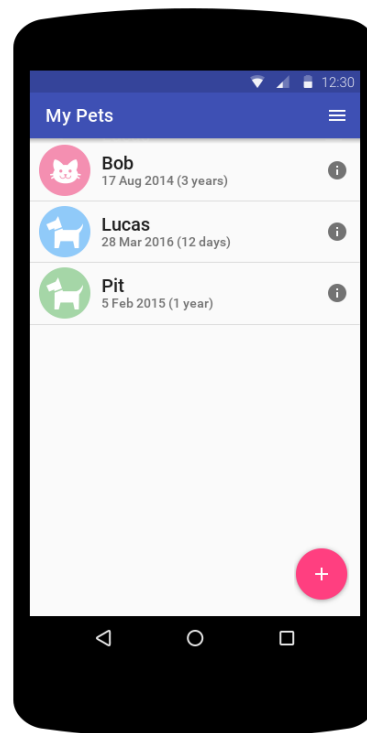 12:30
My Pets
Bob
17 Aug 2014 (3 years)
Lucas
28 Mar 2016 (12 days)
Pit
5 Feb 2015 (1 year)